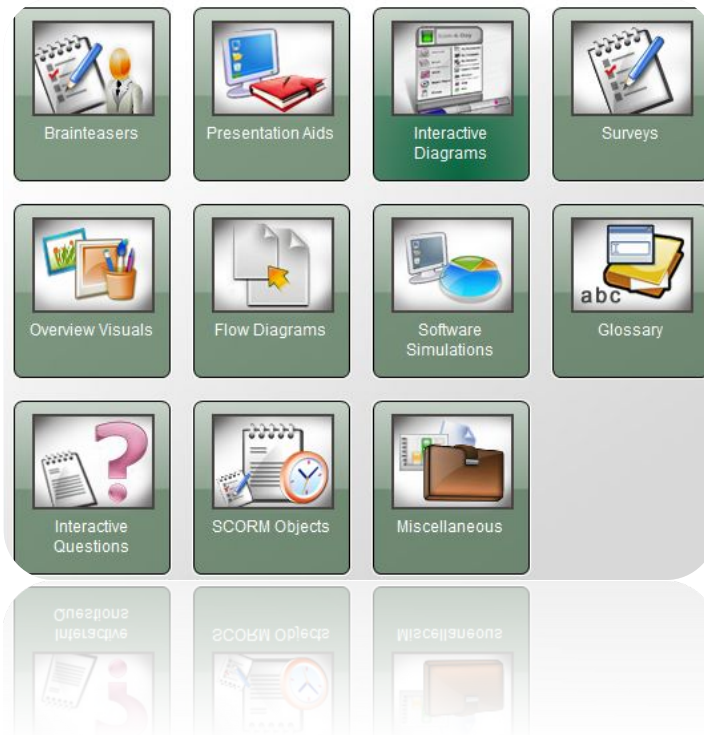 Brainteasers
Presentation Aids
Interactive
Diagrams
Surveys
Overview Visuals
Flow Diagrams
Software
Simulations
abc
Glossary
Interactive
Questions
SCORM Objects
Miscellaneous